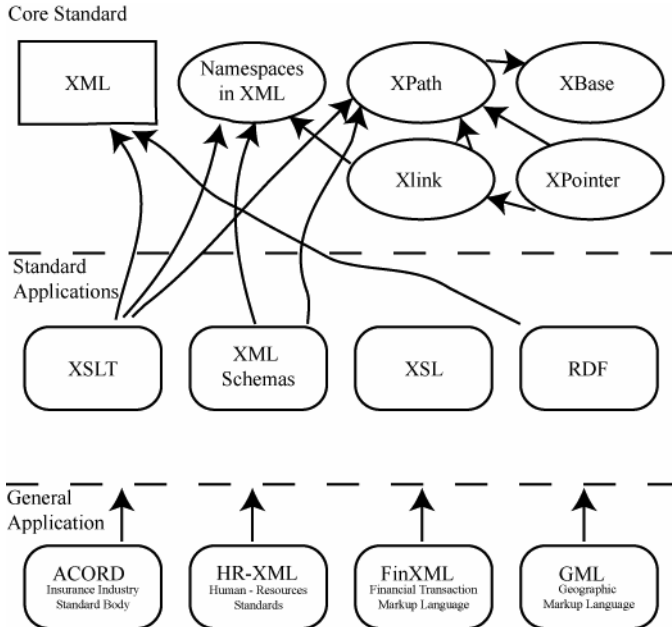 Core Standard
XML
Namespaces
in XML
XPath
XBase
Xlink
XPointer
Standard
Applications
XSLT
XML
Schemas
XSL
RDF
General
Application
ACORD
Insurance Industry
Standard Body
HR-XML
Human - Resources
Standards
FinXML
Financial Transaction
Markup Language
GML
Geographic
Markup Language